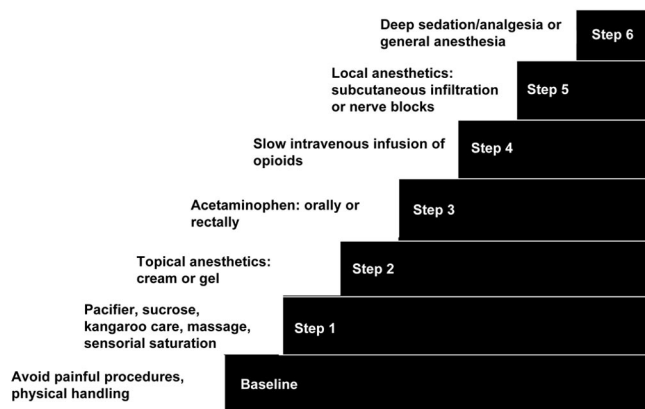 Deep sedation/analgesia or
general anesthesia
Step 6
Local anesthetics:
subcutaneous infiltration
or nerve blocks
Step 5
Slow intravenous infusion of
opioids
Step 4
Acetaminophen: orally or
rectally
Step 3
Topical anesthetics:
cream or gel
Step 2
Pacifier, sucrose,
kangaroo care, massage,
sensorial saturation
Step 1
Avoid painful procedures,
physical handling
Baseline